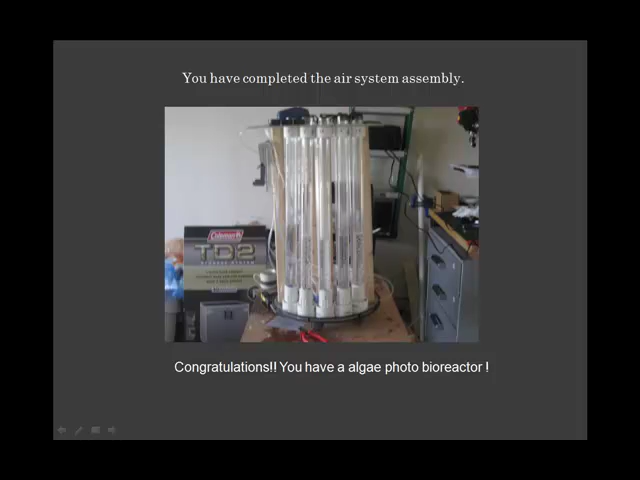 You have completed the air system assembly.
Coleman
TD2
Congratulations!! You have a algae photo bioreactor !